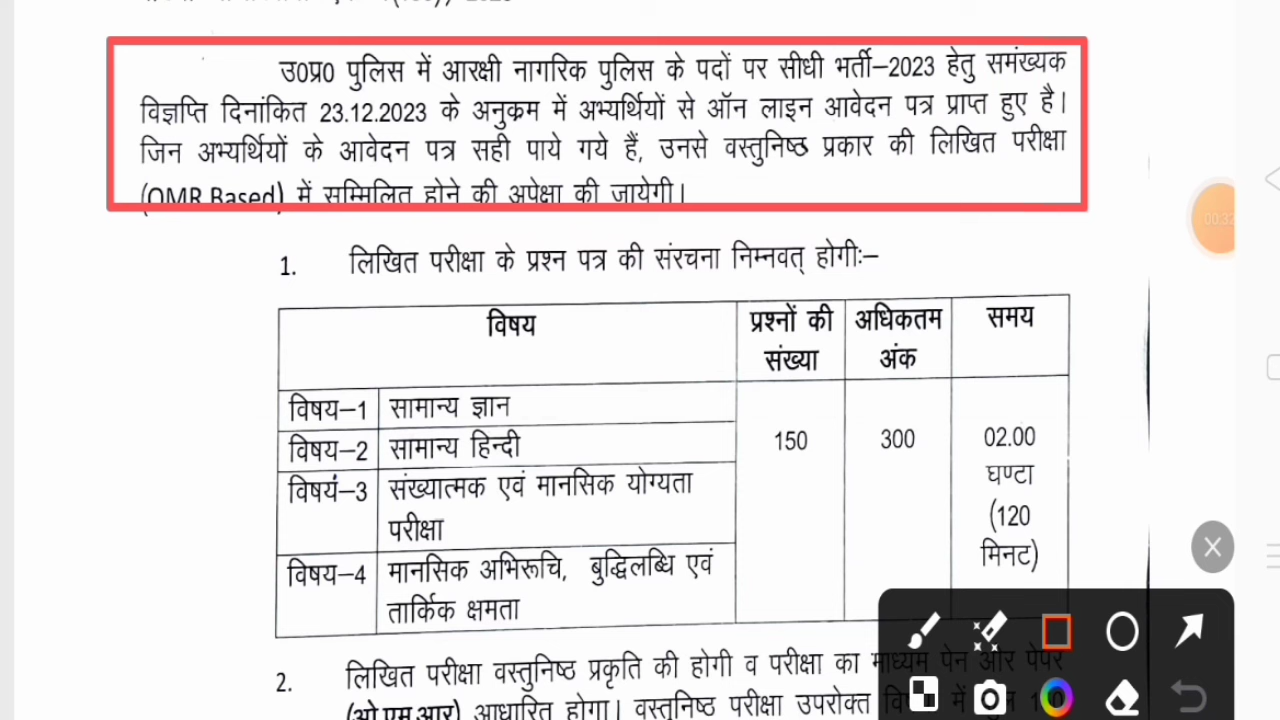 उ0प्र0 पुलिस में आरक्षी नागरिक पुलिस के पदों पर सीधी भर्ती–2023 हेतु समंख्यक
विज्ञप्ति दिनांकित 23.12.2023 के अनुक्रम में अभ्यर्थियों से ऑन लाइन आवेदन पत्र प्राप्त हुए है।
जिन अभ्यर्थियों के आवेदन पत्र सही पाये गये हैं, उनसे वस्तुनिष्ठ प्रकार की लिखित परीक्षा
(OMR Based) में सम्मिलित होने की अपेक्षा की जायेगी।
00:32
1. लिखित परीक्षा के प्रश्न पत्र की संरचना निम्नवत् होगीः–
विषय प्रश्नों की संख्या अधिकतम अंक समय
विषय–1 सामान्य ज्ञान
विषय–2 सामान्य हिन्दी
150 300 02.00 घण्टा (120 मिनट)
विषय–3 संख्यात्मक एवं मानसिक योग्यता
परीक्षा
विषय–4 मानसिक अभिरूचि, बुद्धिलब्धि एवं
तार्किक क्षमता
2. लिखित परीक्षा वस्तुनिष्ठ प्रकृति की होगी व परीक्षा का माध्यम पेन और पेपर
(ओ.एम.आर) आधारित होगा। वस्तुनिष्ठ परीक्षा उपरोक्त में